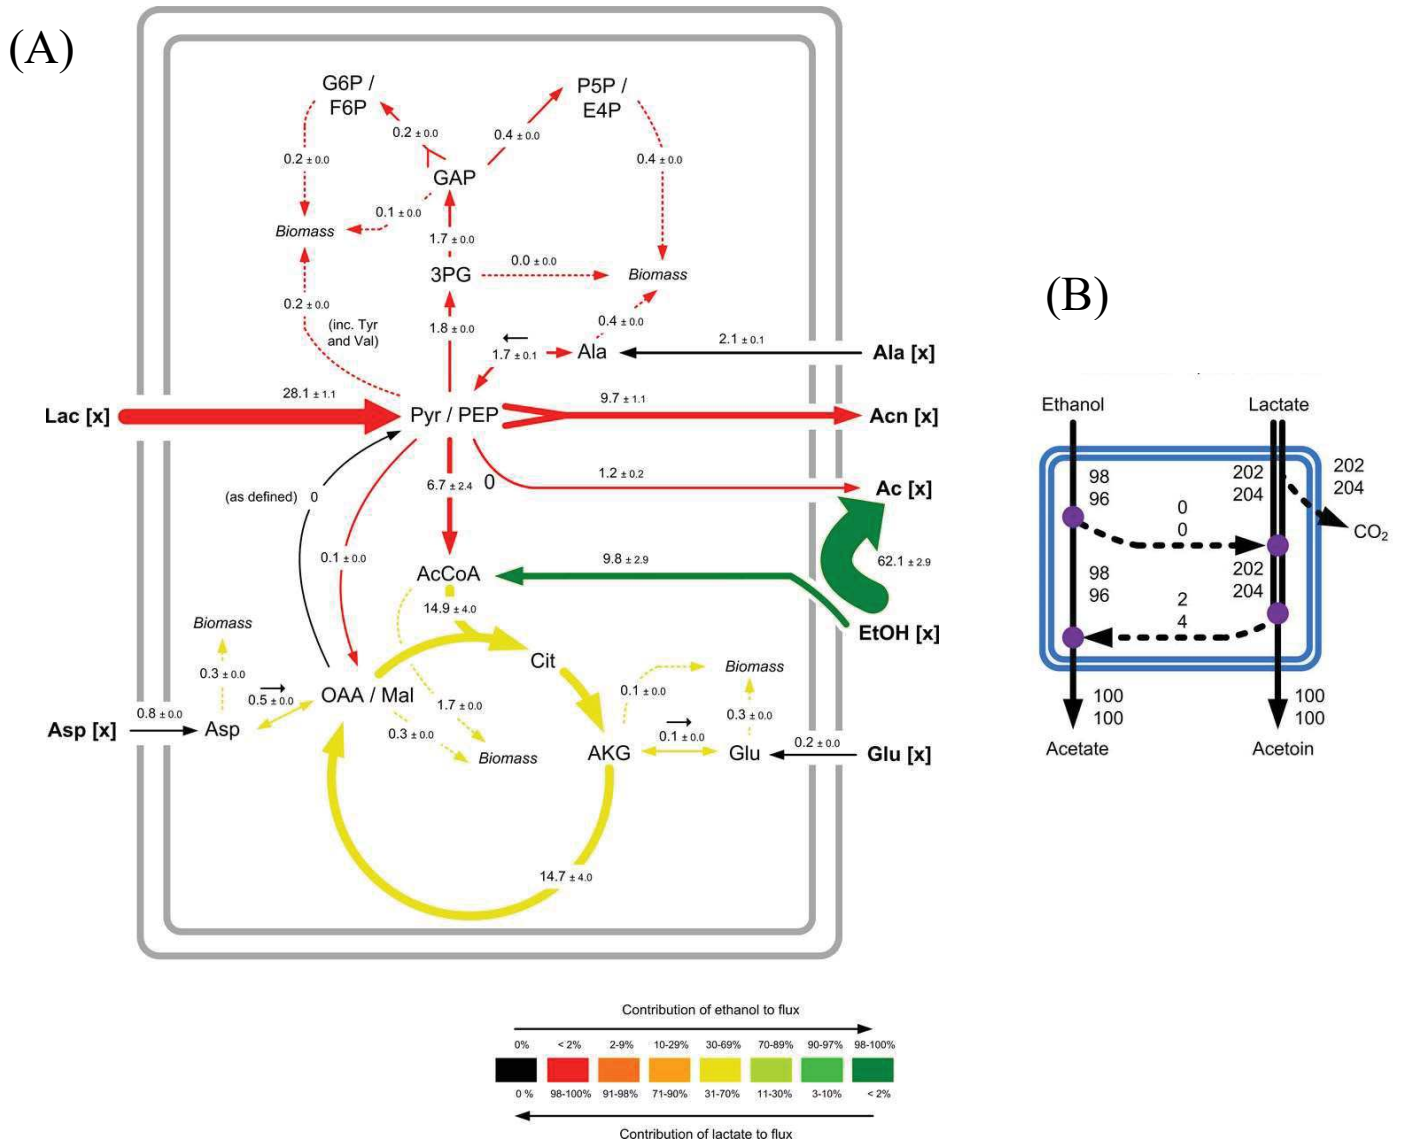 (A)
G6P /
F6P
P5P /
E4P
0.2 ± 0.0
0.4 ± 0.0
0.2 ± 0.0
0.4 ± 0.0
GAP
0.1 ± 0.0
Biomass
1.7 ± 0.0
3PG
0.0 ± 0.0
Biomass
0.2 ± 0.0
(inc. Tyr
and Val)
1.8 ± 0.0
0.4 ± 0.0
1.7 ± 0.1
Ala
2.1 ± 0.1
Ala [x]
28.1 ± 1.1
Lac [x]
Pyr / PEP
9.7 ± 1.1
Acn [x]
6.7 ± 2.4
0
1.2 ± 0.2
Ac [x]
(as defined) 0
0.1 ± 0.0
AcCoA
9.8 ± 2.9
62.1 ± 2.9
14.9 ± 4.0
EtOH [x]
Biomass
Cit
0.3 ± 0.0
0.5 ± 0.0
OAA / Mal
1.7 ± 0.0
0.1 ± 0.0
Biomass
0.8 ± 0.0
Asp [x]
Asp
0.3 ± 0.0
Biomass
AKG
0.1 ± 0.0
0.3 ± 0.0
Glu
0.2 ± 0.0
Glu [x]
14.7 ± 4.0
Contribution of ethanol to flux
0% < 2% 2-9% 10-29% 30-69% 70-89% 90-97% 98-100%
0 % 98-100% 91-98% 71-90% 31-70% 11-30% 3-10% < 2%
Contribution of lactate to flux
(B)
Ethanol
Lactate
98
96
202
204
202
204
0
0
CO2
98
96
202
204
2
4
100
100
100
100
Acetate
Acetoin